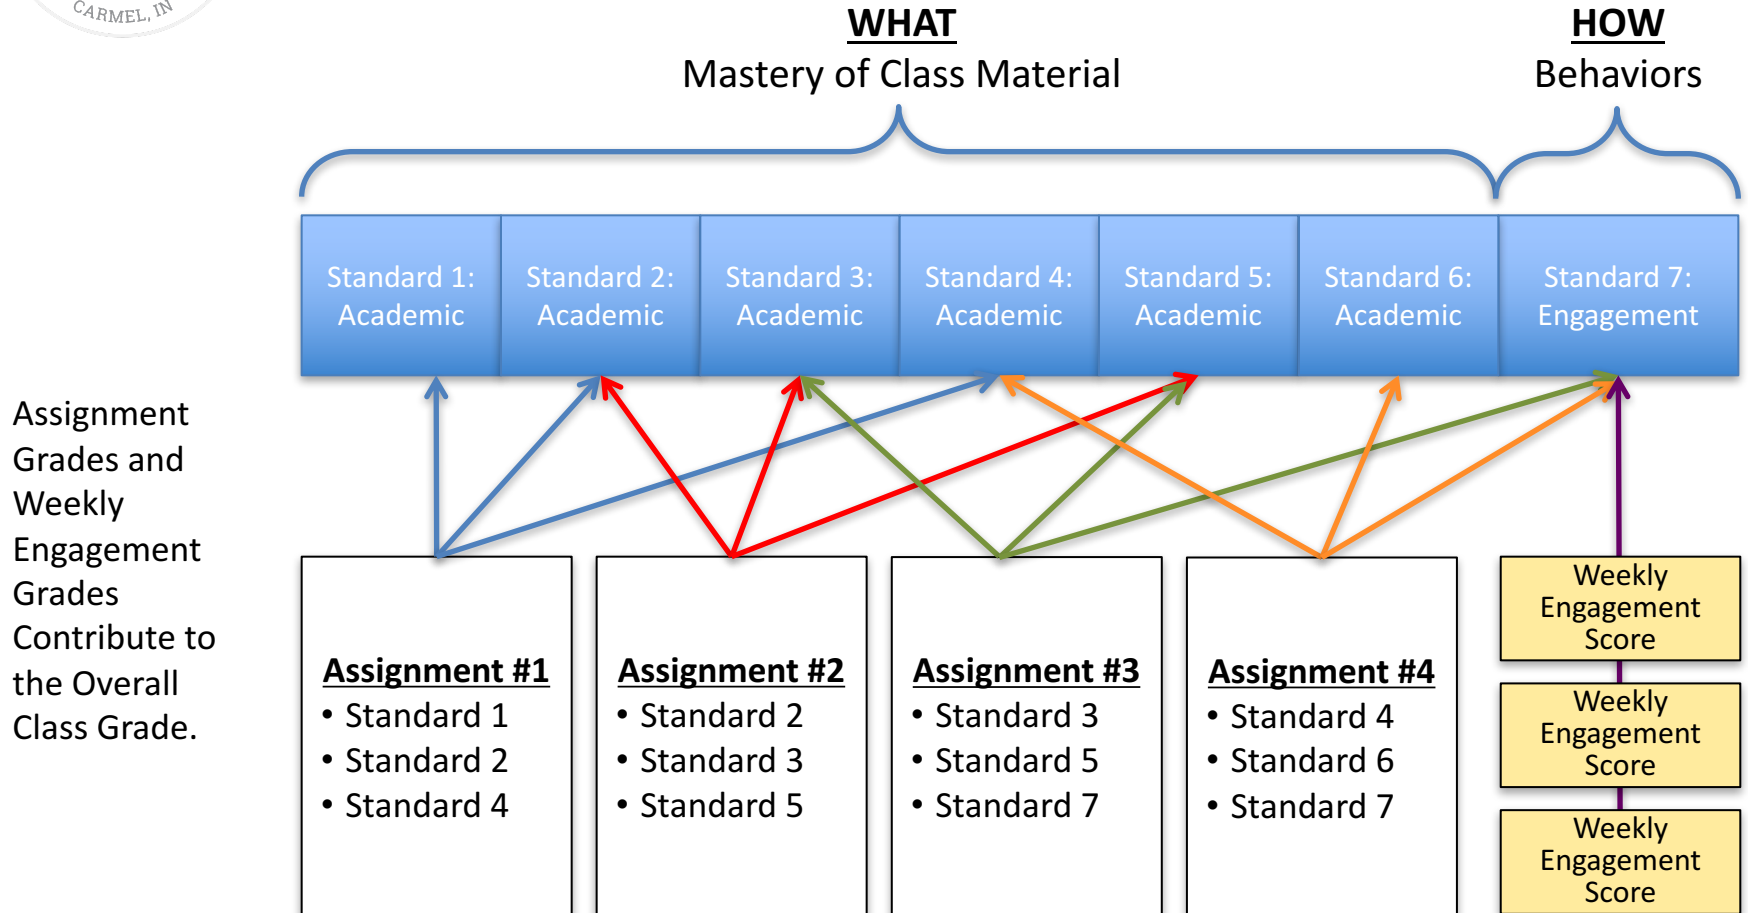 CARMEL, IN
WHAT
Mastery of Class Material
HOW
Behaviors
Standard 1:
Academic
Standard 2:
Academic
Standard 3:
Academic
Standard 4:
Academic
Standard 5:
Academic
Standard 6:
Academic
Standard 7:
Engagement
Assignment
Grades and
Weekly
Engagement
Grades
Contribute to
the Overall
Class Grade.
Assignment #1
• Standard 1
• Standard 2
• Standard 4
Assignment #2
• Standard 2
• Standard 3
• Standard 5
Assignment #3
• Standard 3
• Standard 5
• Standard 7
Assignment #4
• Standard 4
• Standard 6
• Standard 7
Weekly
Engagement
Score
Weekly
Engagement
Score
Weekly
Engagement
Score